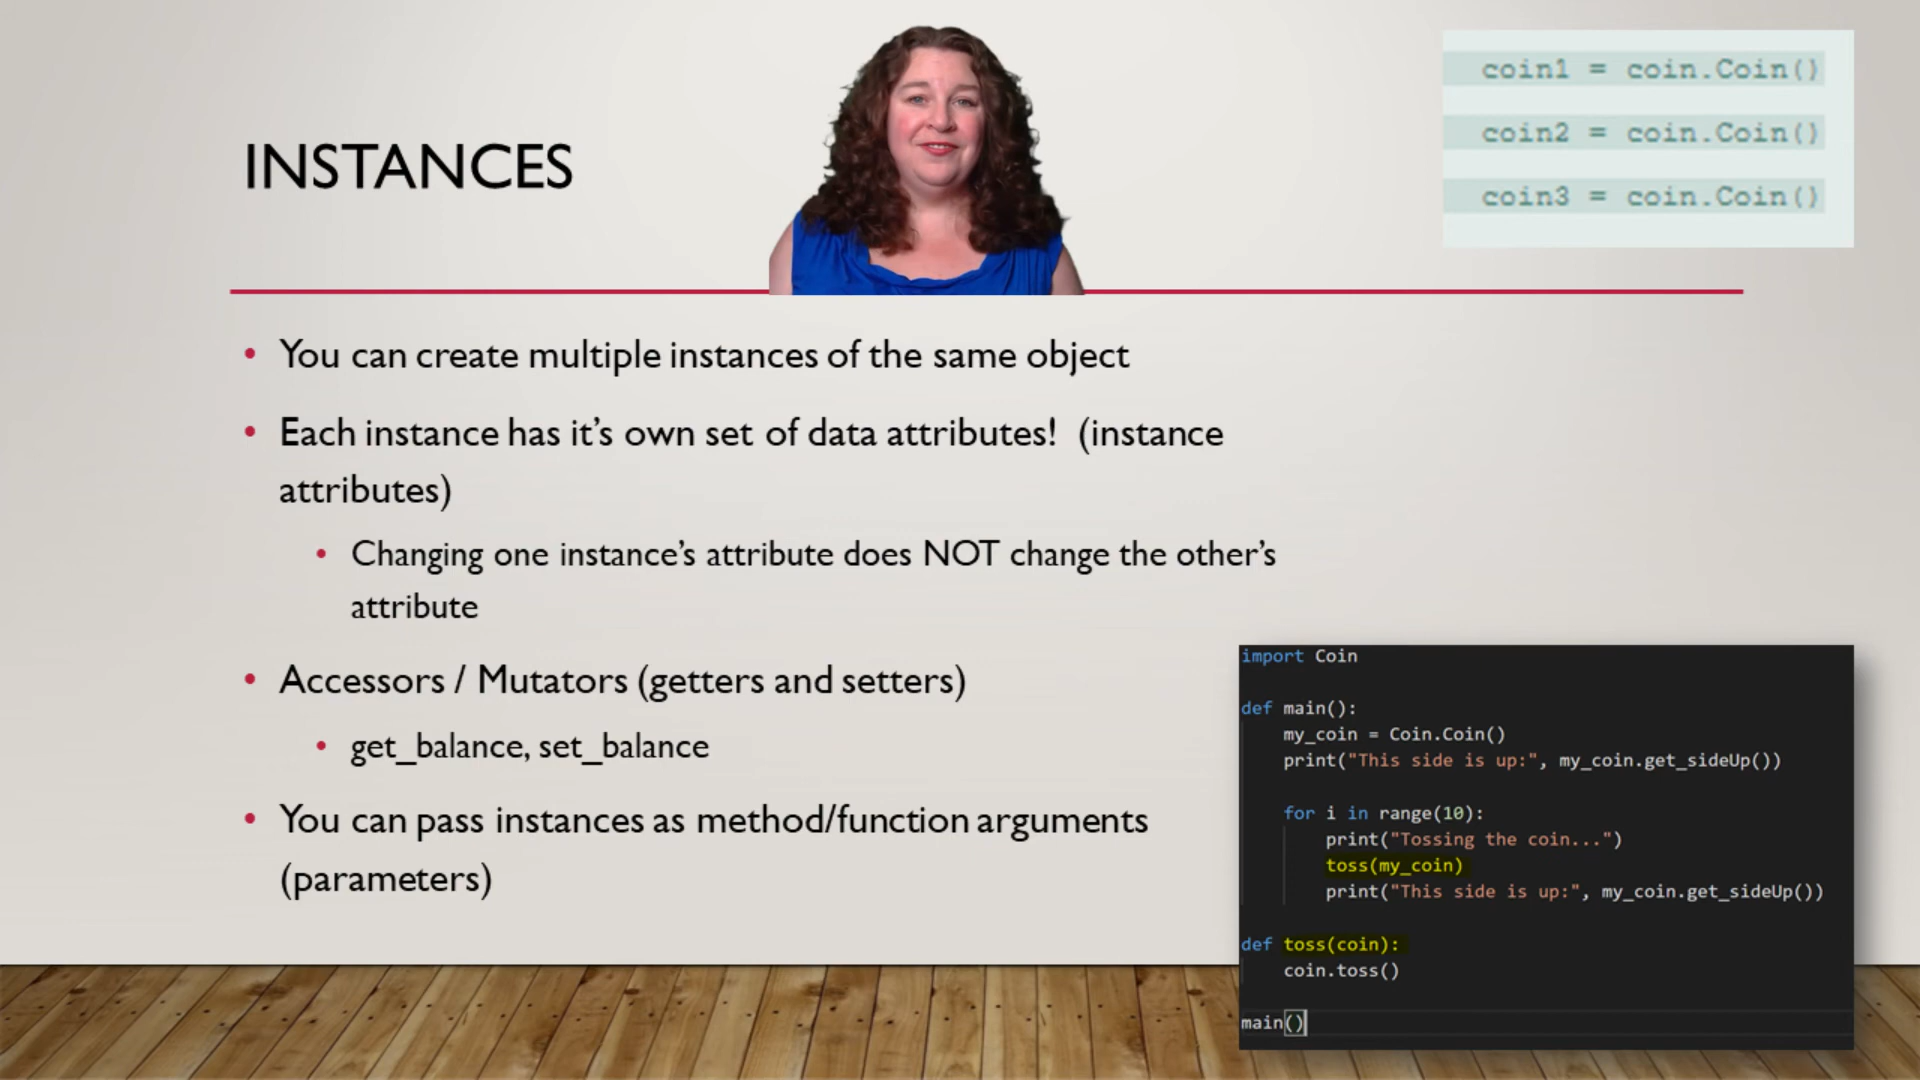 INSTANCES
coin1 = coin.Coin()
coin2 = coin.Coin()
coin3 = coin.Coin()
• You can create multiple instances of the same object
• Each instance has it’s own set of data attributes! (instance
attributes)
• Changing one instance’s attribute does NOT change the other’s
attribute
• Accessors / Mutators (getters and setters)
• get_balance, set_balance
• You can pass instances as method/function arguments
(parameters)
import Coin
def main():
my_coin = Coin.Coin()
print("This side is up:", my_coin.get_sideUp())
for i in range(10):
print("Tossing the coin...")
toss(my_coin)
print("This side is up:", my_coin.get_sideUp())
def toss(coin):
coin.toss()
main()